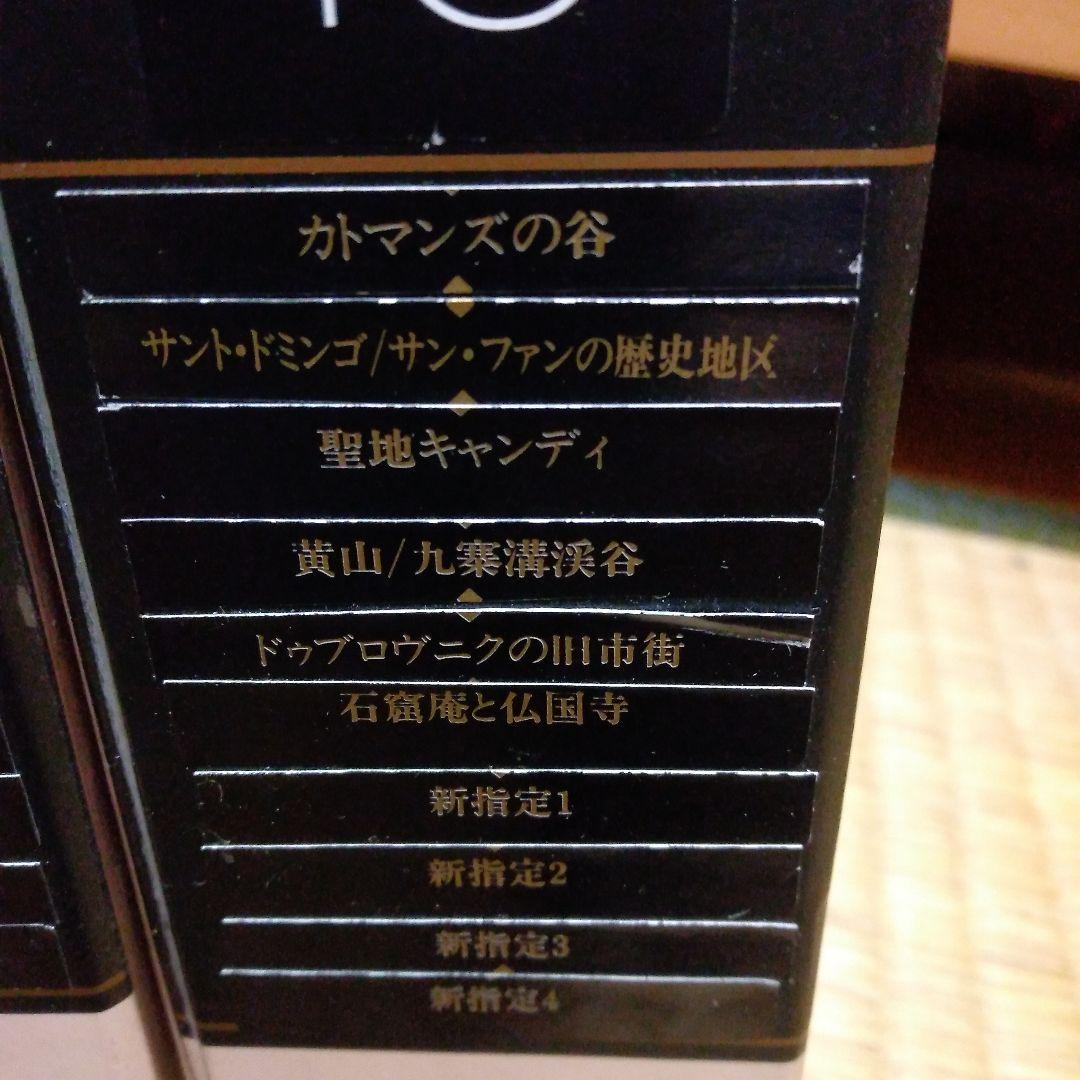 カトマンズの谷
サント・ドミンゴ/サン・ファンの歴史地区
聖地キャンディ
黄山/九寨溝渓谷
ドゥブロヴニクの旧市街
石窟庵と仏国寺
新指定1
新指定2
新指定3
新指定4